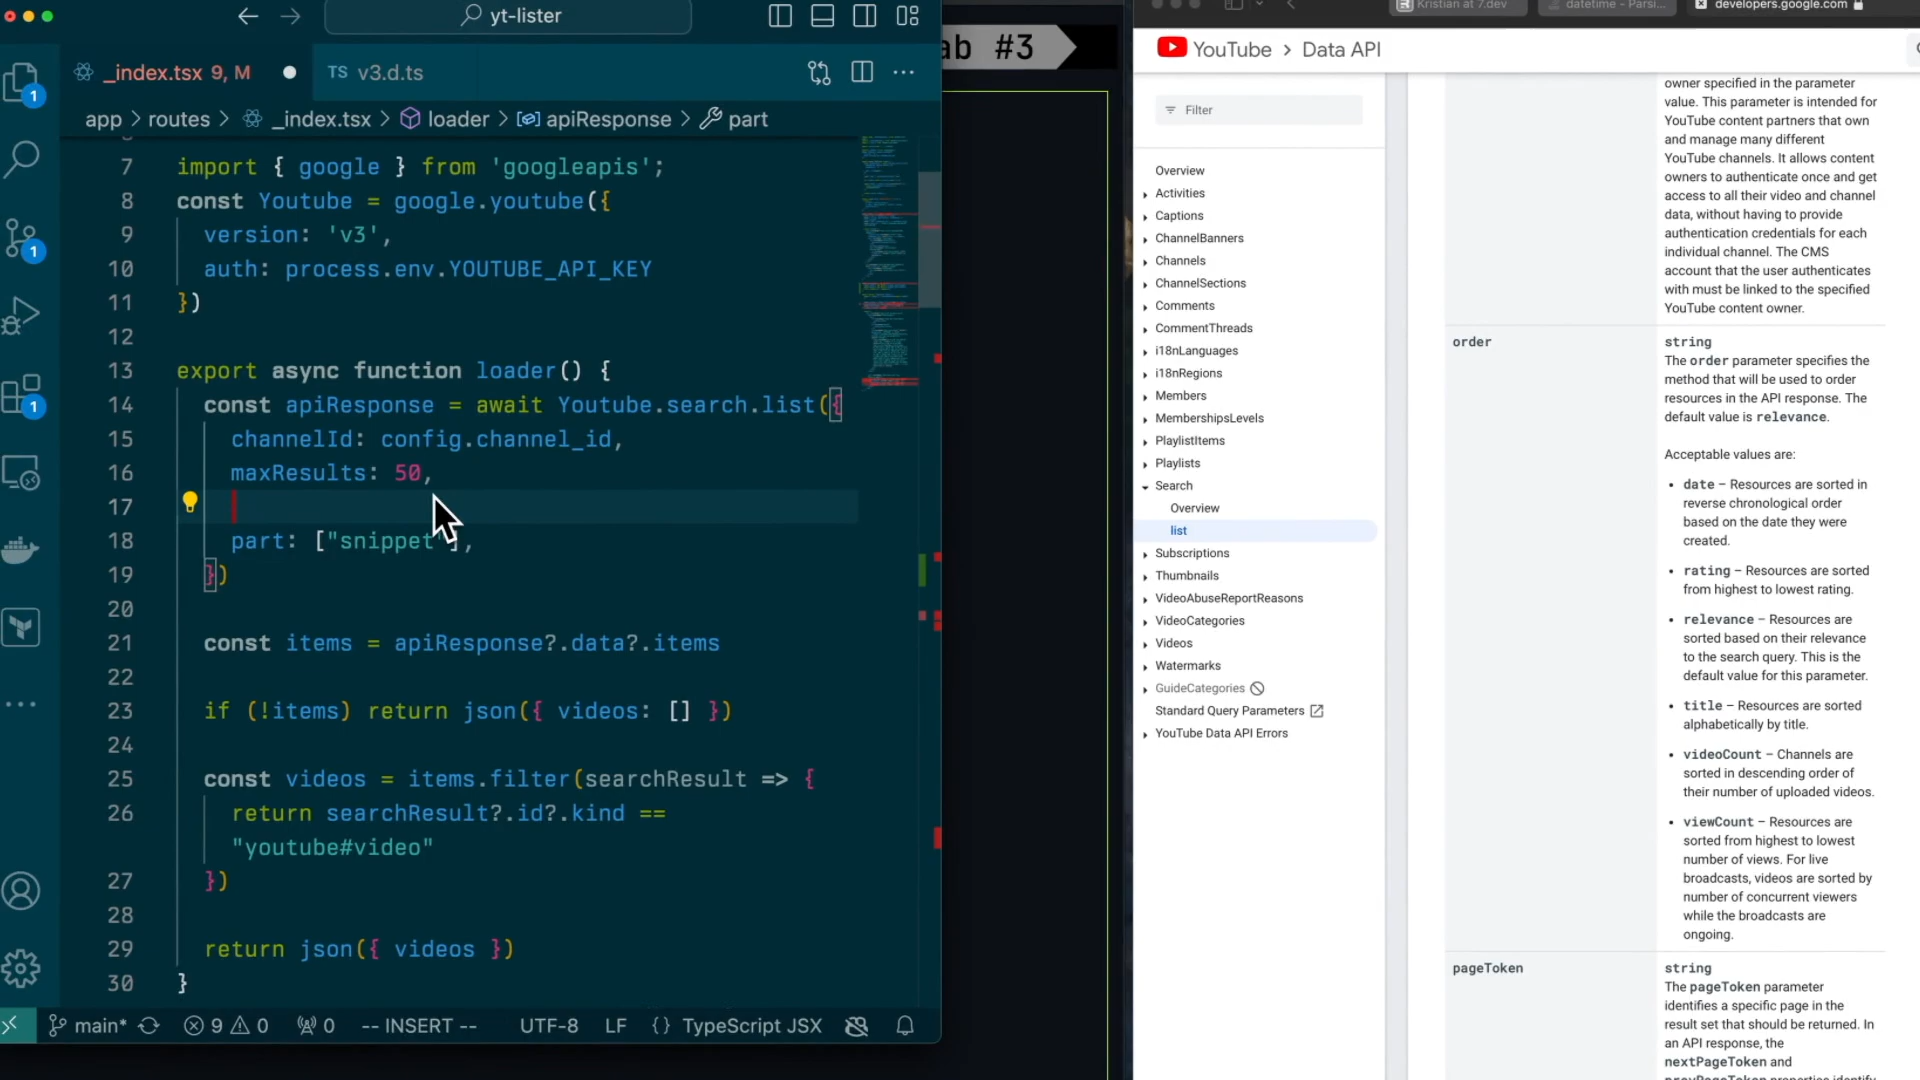 yt-lister
_index.tsx 9, M
TS v3.d.ts
app > routes > _index.tsx > loader > apiResponse > part
7 import { google } from 'googleapis';
8 const Youtube = google.youtube({
9 version: 'v3',
10 auth: process.env.YOUTUBE_API_KEY
11 })
12
13 export async function loader() {
14 const apiResponse = await Youtube.search.list({
15 channelId: config.channel_id,
16 maxResults: 50,
17
18 part: ["snippet"],
19 })
20
21 const items = apiResponse?.data?.items
22
23 if (!items) return json({ videos: [] })
24
25 const videos = items.filter(searchResult => {
26 return searchResult?.id?.kind ==
"youtube#video"
27 })
28
29 return json({ videos })
30 }
1
1
1
main* 9 0 0 -- INSERT -- UTF-8 LF {} TypeScript JSX
ab #3
Kristian at 7.dev
datetime - Parsi...
developers.google.com
YouTube > Data API
Filter
Overview
Activities
Captions
ChannelBanners
Channels
ChannelSections
Comments
CommentThreads
i18nLanguages
i18nRegions
Members
MembershipsLevels
PlaylistItems
Playlists
Search
Overview
list
Subscriptions
Thumbnails
VideoAbuseReportReasons
VideoCategories
Videos
Watermarks
GuideCategories
Standard Query Parameters
YouTube Data API Errors
owner specified in the parameter
value. This parameter is intended for
YouTube content partners that own
and manage many different
YouTube channels. It allows content
owners to authenticate once and get
access to all their video and channel
data, without having to provide
authentication credentials for each
individual channel. The CMS
account that the user authenticates
with must be linked to the specified
YouTube content owner.
order
string
The order parameter specifies the
method that will be used to order
resources in the API response. The
default value is relevance.
Acceptable values are:
• date – Resources are sorted in
reverse chronological order
based on the date they were
created.
• rating – Resources are sorted
from highest to lowest rating.
• relevance – Resources are
sorted based on their relevance
to the search query. This is the
default value for this parameter.
• title – Resources are sorted
alphabetically by title.
• videoCount – Channels are
sorted in descending order of
their number of uploaded videos.
• viewCount – Resources are
sorted from highest to lowest
number of views. For live
broadcasts, videos are sorted by
number of concurrent viewers
while the broadcasts are
ongoing.
pageToken
string
The pageToken parameter
identifies a specific page in the
result set that should be returned. In
an API response, the
nextPageToken and
prevPageToken properties identify